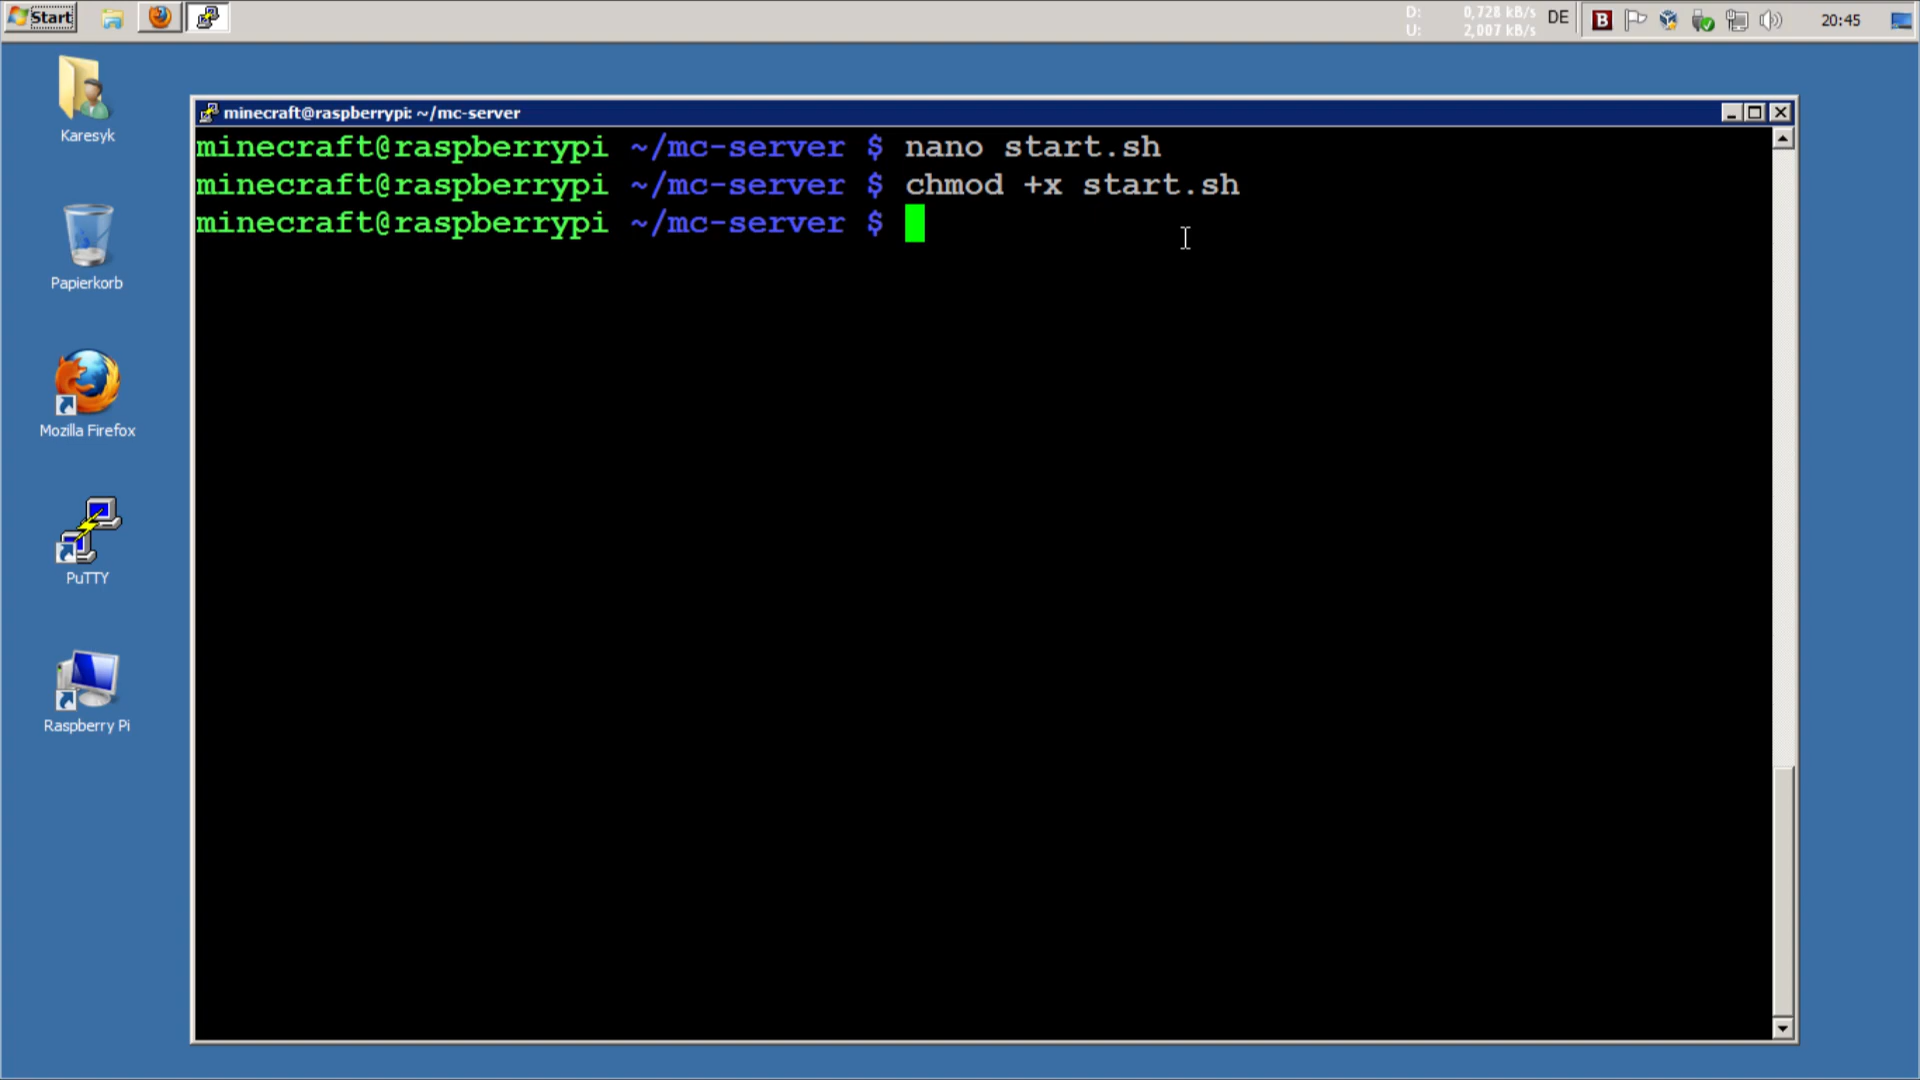 Start
D: 0,728 kB/s
U: 2,007 kB/s
DE
B
20:45
Karesyk
Papierkorb
Mozilla Firefox
PuTTY
Raspberry Pi
minecraft@raspberrypi: ~/mc-server
minecraft@raspberrypi ~/mc-server $ nano start.sh
minecraft@raspberrypi ~/mc-server $ chmod +x start.sh
minecraft@raspberrypi ~/mc-server $